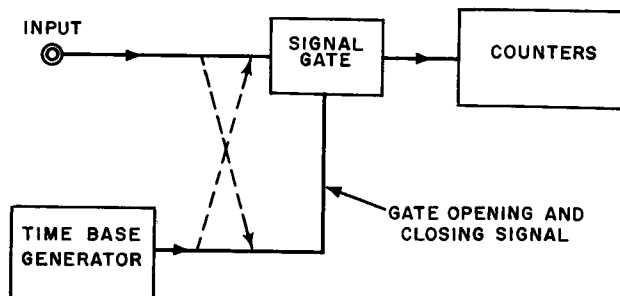 INPUT
SIGNAL
GATE
COUNTERS
TIME BASE
GENERATOR
GATE OPENING AND
CLOSING SIGNAL